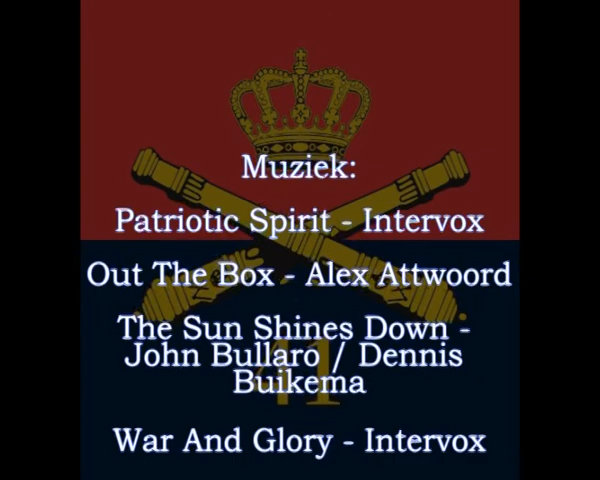 Muziek:
Patriotic Spirit - Intervox
Out The Box - Alex Attwoord
The Sun Shines Down -
John Bullaro / Dennis
Buikema
41
War And Glory - Intervox